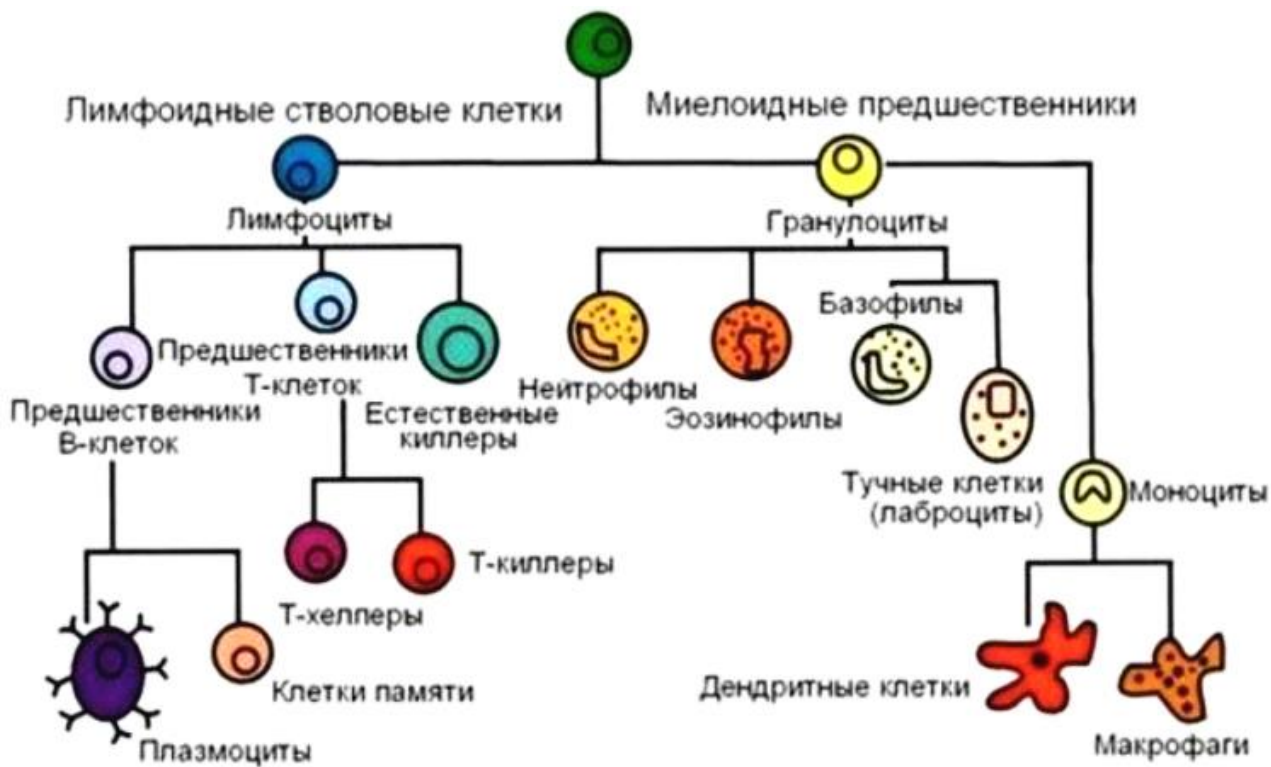 Лимфоидные стволовые клетки
Миелоидные предшественники
Лимфоциты
Гранулоциты
Базофилы
Предшественники
Т-клеток
Нейтрофилы
Эозинофилы
Предшественники
В-клеток
Естественные
киллеры
Тучные клетки
(лаброциты)
Моноциты
Т-киллеры
Т-хелперы
Клетки памяти
Дендритные клетки
Плазмоциты
Макрофаги